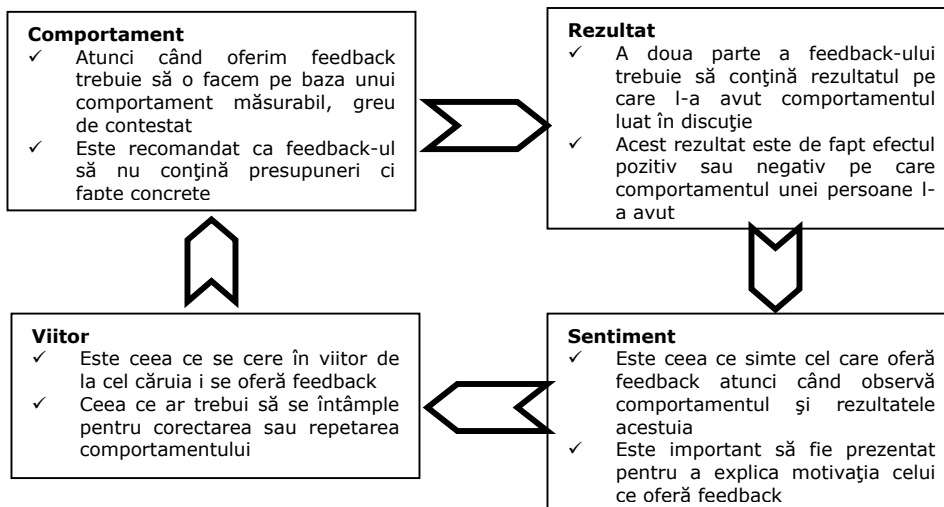 Comportament
✓ Atunci când oferim feedback
trebuie să o facem pe baza unui
comportament măsurabil, greu
de contestat
✓ Este recomandat ca feedback-ul
să nu conţină presupuneri ci
fapte concrete
Rezultat
✓ A doua parte a feedback-ului
trebuie să conţină rezultatul pe
care l-a avut comportamentul
luat în discuţie
✓ Acest rezultat este de fapt efectul
pozitiv sau negativ pe care
comportamentul unei persoane l-
a avut
Viitor
✓ Este ceea ce se cere în viitor de
la cel căruia i se oferă feedback
✓ Ceea ce ar trebui să se întâmple
pentru corectarea sau repetarea
comportamentului
Sentiment
✓ Este ceea ce simte cel care oferă
feedback atunci când observă
comportamentul şi rezultatele
acestuia
✓ Este important să fie prezentat
pentru a explica motivaţia celui
ce oferă feedback